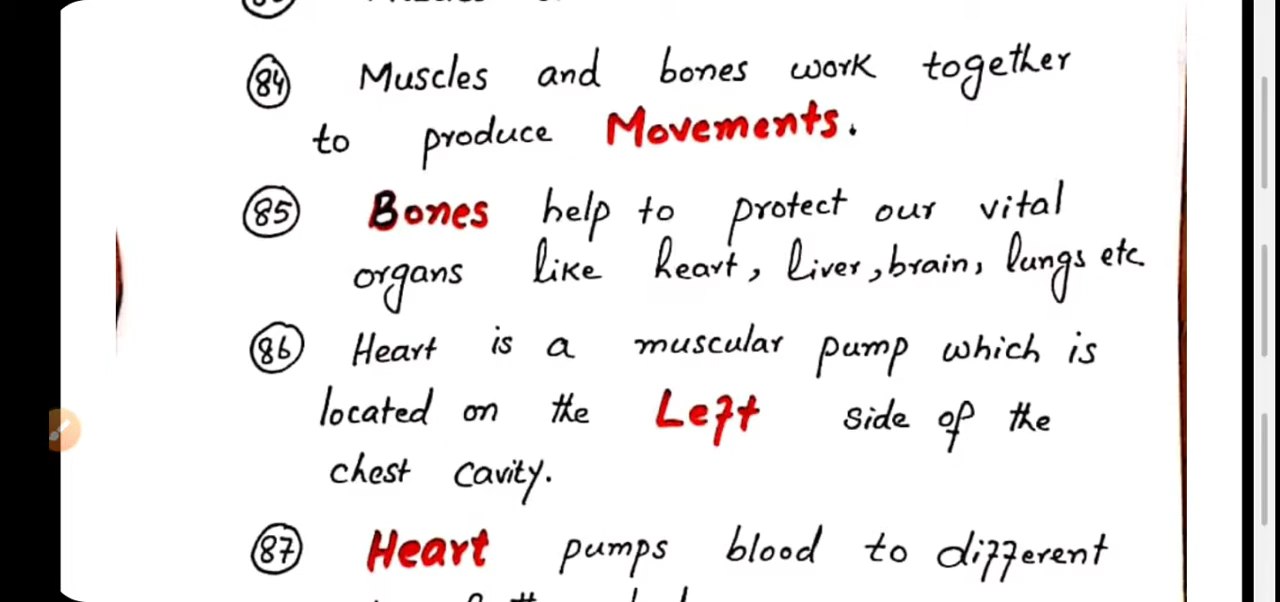 84 Muscles and bones work together
to produce Movements.
85 Bones help to protect our vital
organs like heart, liver, brain, lungs etc
86 Heart is a muscular pump which is
located on the Left side of the
chest cavity.
87 Heart pumps blood to different